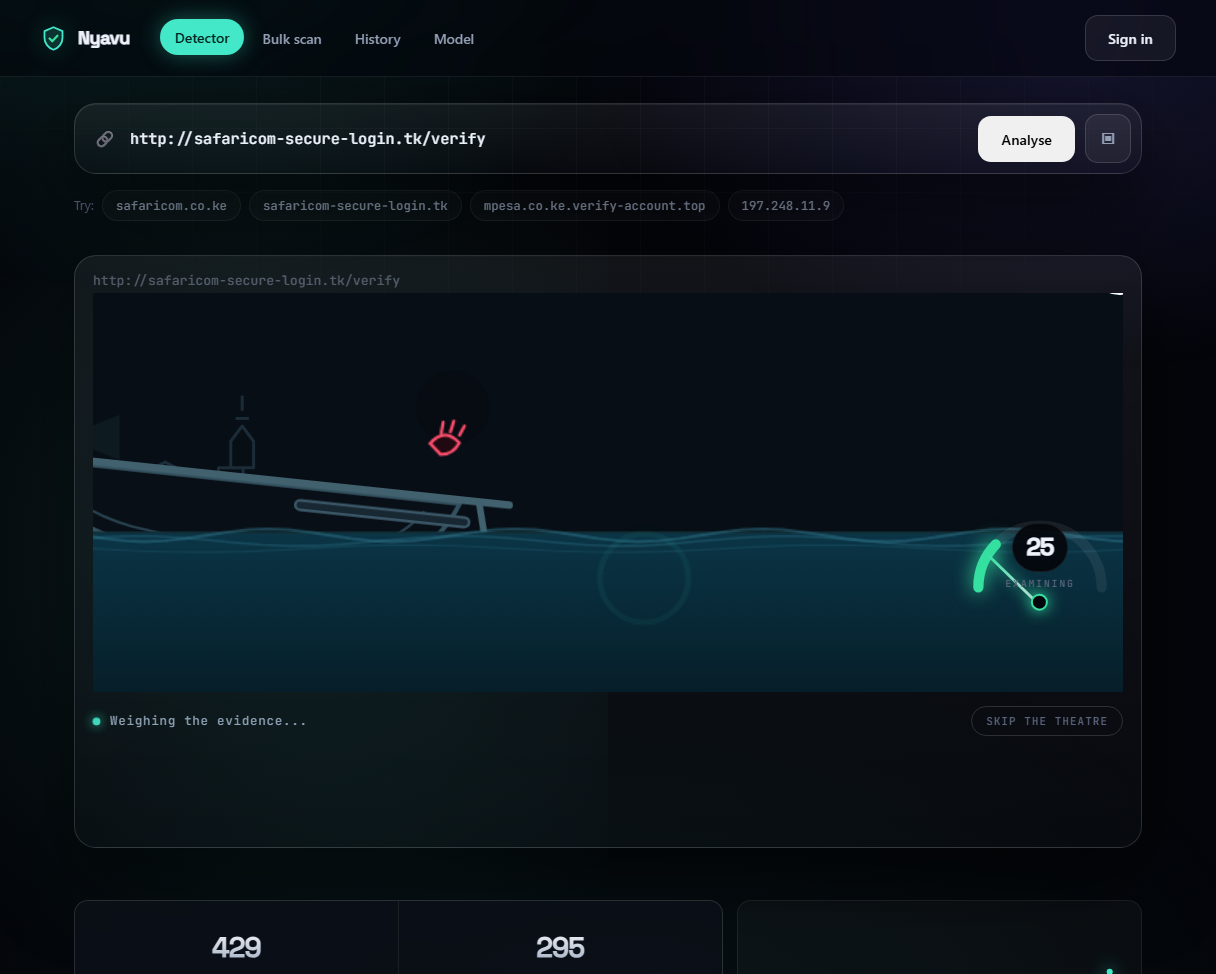 Nyavu
Detector
Bulk scan
History
Model
Sign in
http://safaricom-secure-login.tk/verify
Analyse
Try:
safaricom.co.ke
safaricom-secure-login.tk
mpesa.co.ke.verify-account.top
197.248.11.9
http://safaricom-secure-login.tk/verify
25
EXAMINING
Weighing the evidence...
SKIP THE THEATRE
429
295